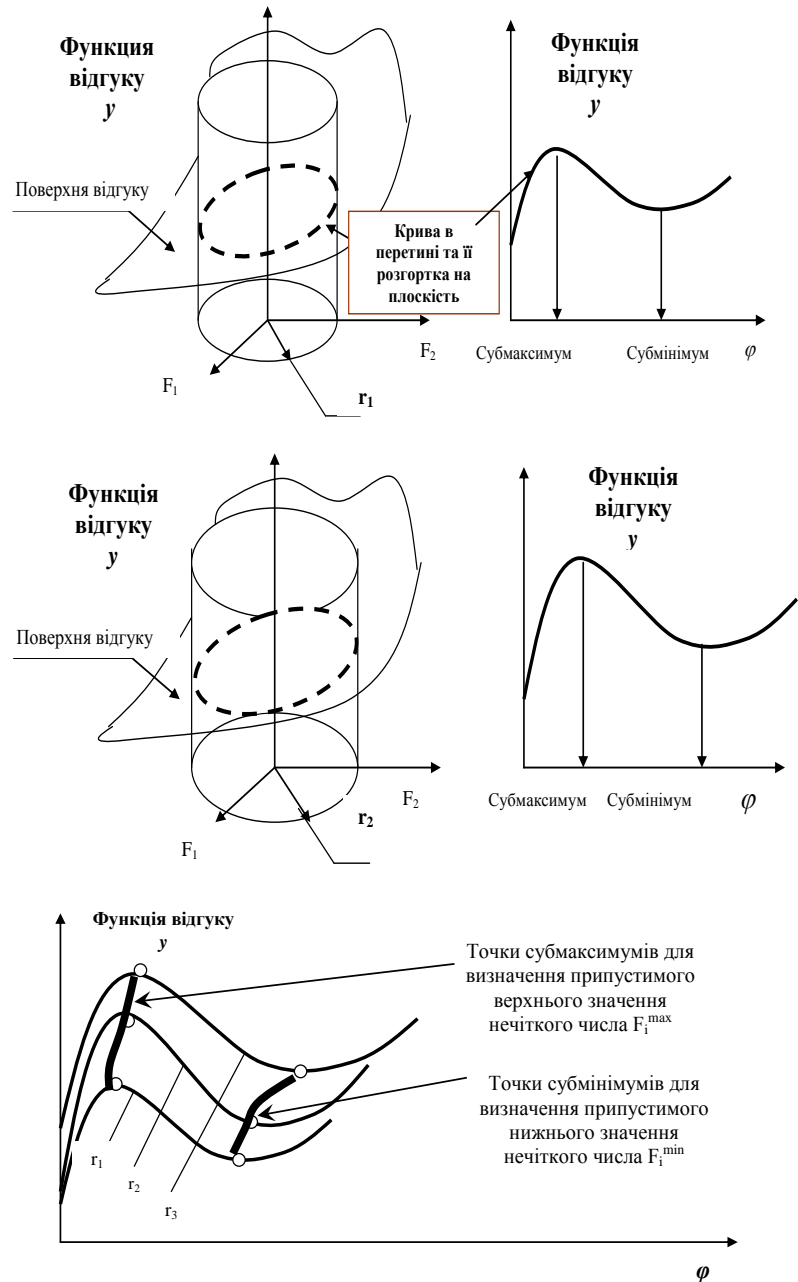 Функция
відгуку
y
Поверхня відгуку
F₁
F₂
r₁
Крива в
перетині та її
розгортка на
плоскість
Функція
відгуку
y
Субмаксимум
Субмінімум
φ
Функція
відгуку
y
Поверхня відгуку
F₁
F₂
r₂
Функція
відгуку
y
Субмаксимум
Субмінімум
φ
Функція відгуку
y
r₁
r₂
r₃
Точки субмаксимумів для
визначення припустимого
верхнього значення
нечіткого числа Fᵢᵐᵃˣ
Точки субмінімумів для
визначення припустимого
нижнього значення
нечіткого числа Fᵢᵐⁱⁿ
φ